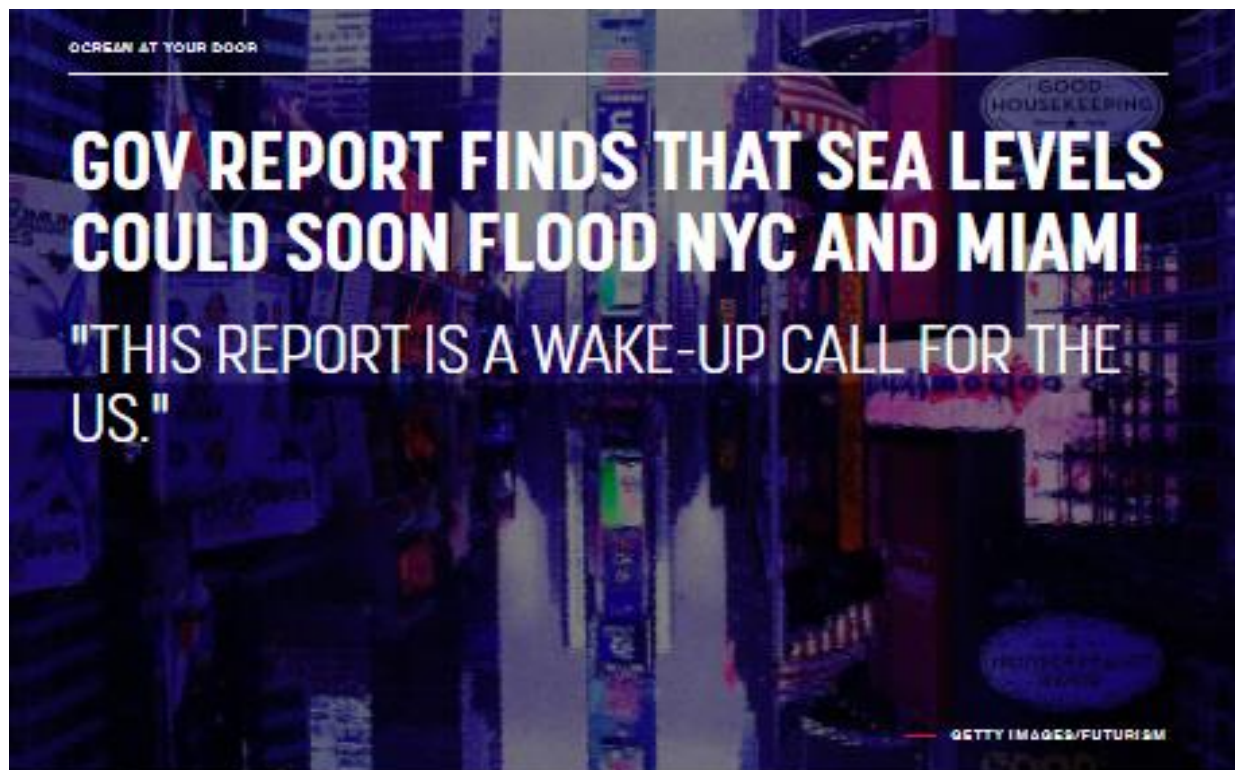 OCREAN AT YOUR DOOR
GOOD
HOUSEKEEPING
GOV REPORT FINDS THAT SEA LEVELS
COULD SOON FLOOD NYC AND MIAMI
"THIS REPORT IS A WAKE-UP CALL FOR THE
US."
GETTY IMAGES/FUTURISM